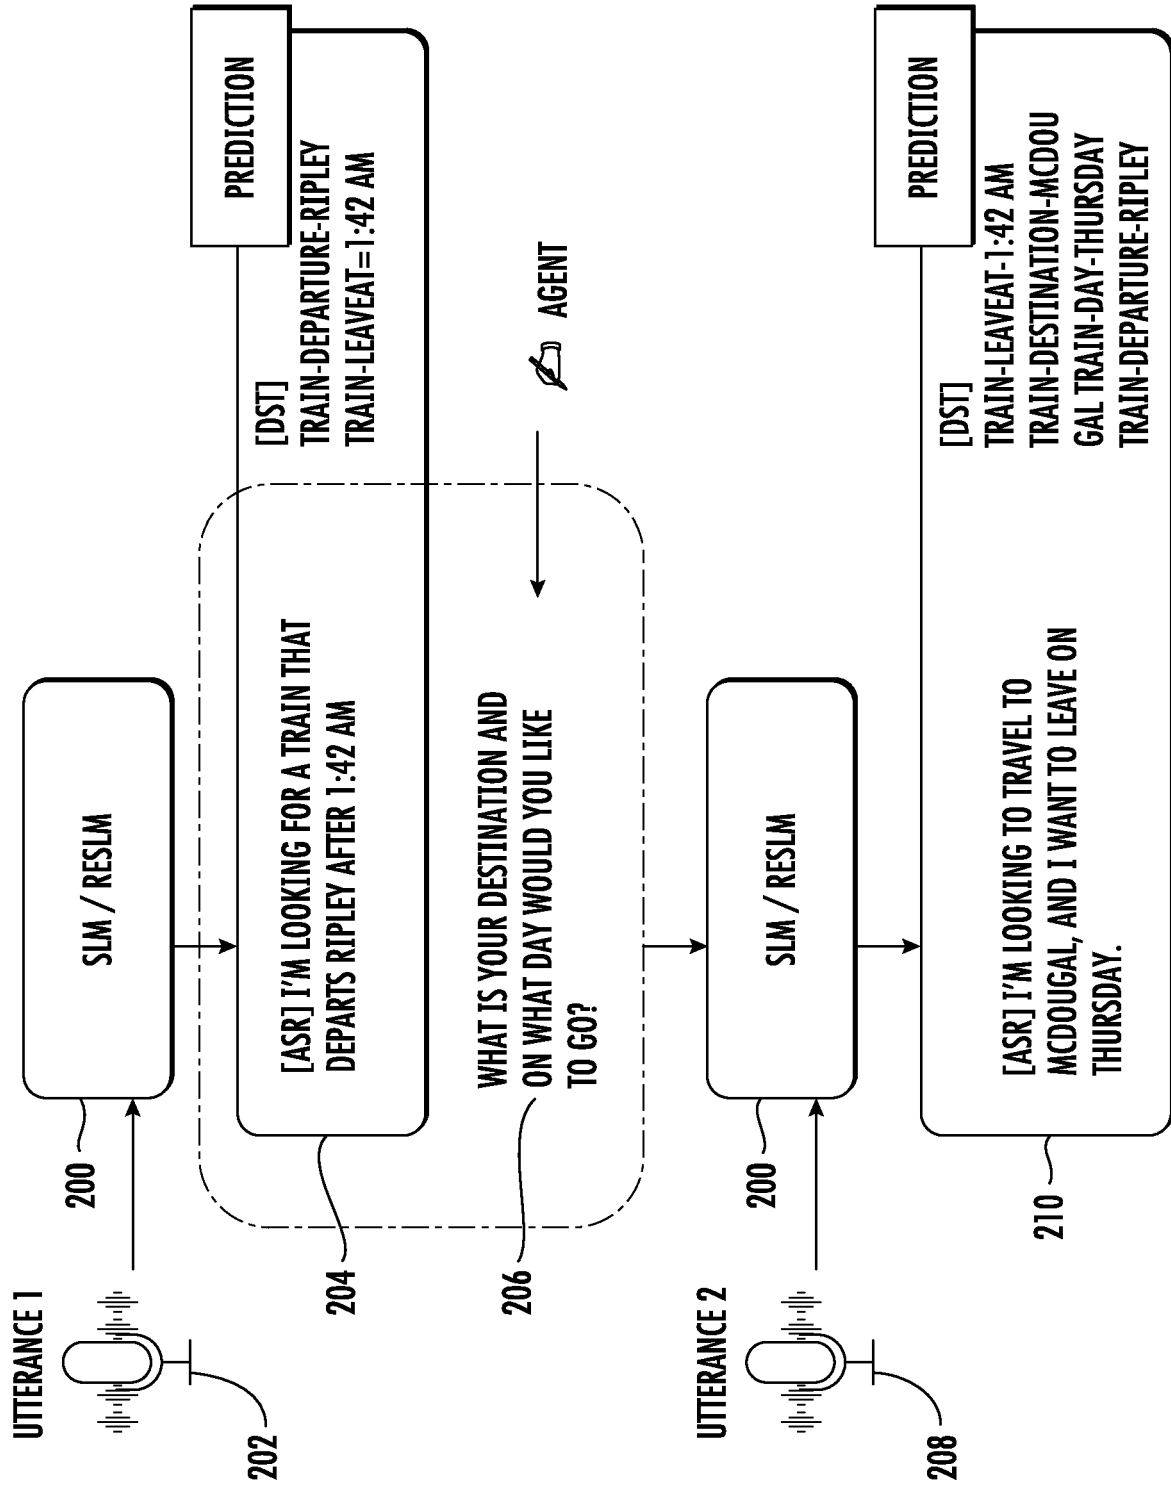 UTTERANCE 1
202
200
SLM / RESLM
204
[ASR] I'M LOOKING FOR A TRAIN THAT
DEPARTS RIPLEY AFTER 1:42 AM
PREDICTION
[DST]
TRAIN-DEPARTURE-RIPLEY
TRAIN-LEAVEAT=1:42 AM
206
WHAT IS YOUR DESTINATION AND
ON WHAT DAY WOULD YOU LIKE
TO GO?
AGENT
UTTERANCE 2
208
200
SLM / RESLM
210
[ASR] I'M LOOKING TO TRAVEL TO
MCDOUGAL, AND I WANT TO LEAVE ON
THURSDAY.
PREDICTION
[DST]
TRAIN-LEAVEAT-1:42 AM
TRAIN-DESTINATION-MCDOU
GAL TRAIN-DAY-THURSDAY
TRAIN-DEPARTURE-RIPLEY